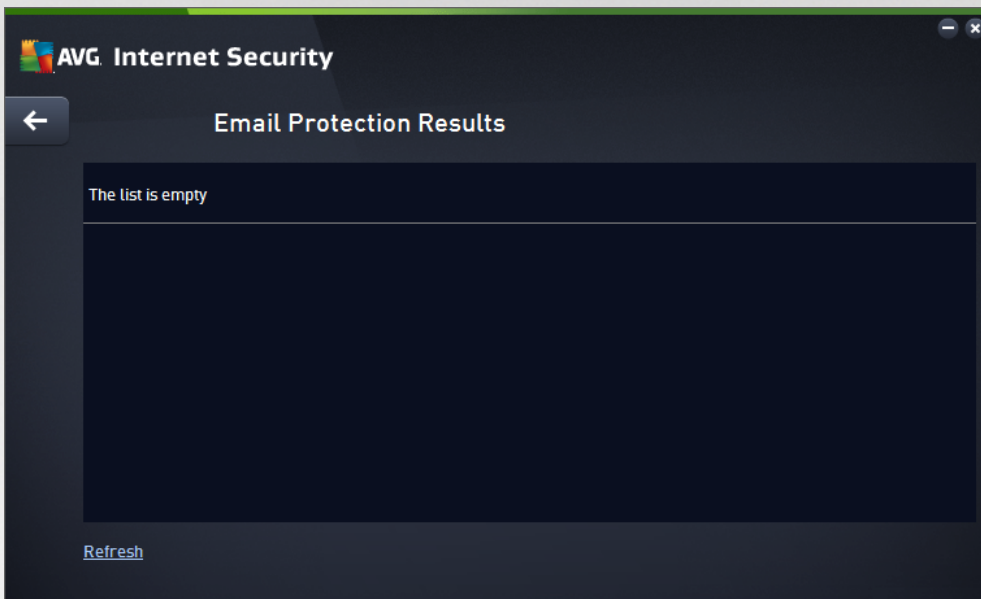 AVG. Internet Security
Email Protection Results
The list is empty
Refresh